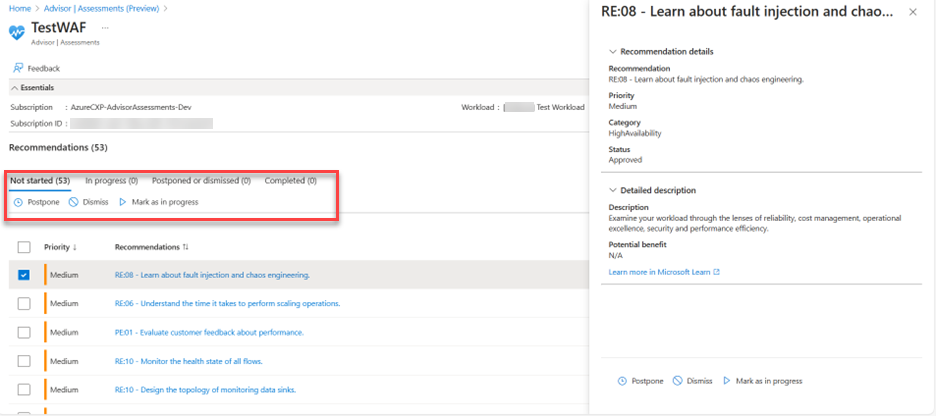 Home > Advisor | Assessments (Preview) >
TestWAF ...
Advisor | Assessments
Feedback
Essentials
Subscription : AzureCXP-AdvisorAssessments-Dev
Workload : Test Workload
Subscription ID :
Recommendations (53)
Not started (53) In progress (0) Postponed or dismissed (0) Completed (0)
Postpone Dismiss Mark as in progress
Priority ↓ Recommendations ↑↓
Medium RE:08 - Learn about fault injection and chaos engineering.
Medium RE:06 - Understand the time it takes to perform scaling operations.
Medium PE:01 - Evaluate customer feedback about performance.
Medium RE:10 - Monitor the health state of all flows.
Medium RE:10 - Design the topology of monitoring data sinks.
RE:08 - Learn about fault injection and chao...
Recommendation details
Recommendation
RE:08 - Learn about fault injection and chaos engineering.
Priority
Medium
Category
HighAvailability
Status
Approved
Detailed description
Description
Examine your workload through the lenses of reliability, cost management, operational
excellence, security and performance efficiency.
Potential benefit
N/A
Learn more in Microsoft Learn
Postpone Dismiss Mark as in progress